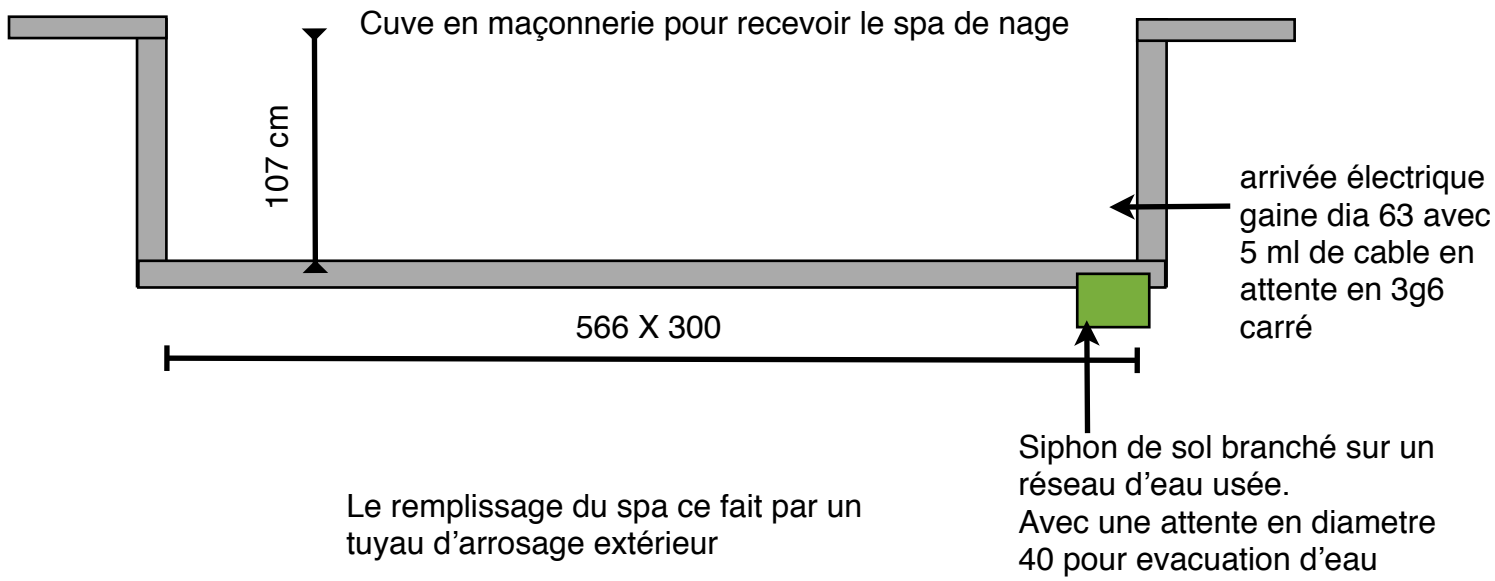 Cuve en maçonnerie pour recevoir le spa de nage
107 cm
arrivée électrique
gaine dia 63 avec
5 ml de cable en
attente en 3g6
carré
566 X 300
Siphon de sol branché sur un
réseau d'eau usée.
Avec une attente en diametre
40 pour evacuation d'eau
Le remplissage du spa ce fait par un
tuyau d'arrosage extérieur